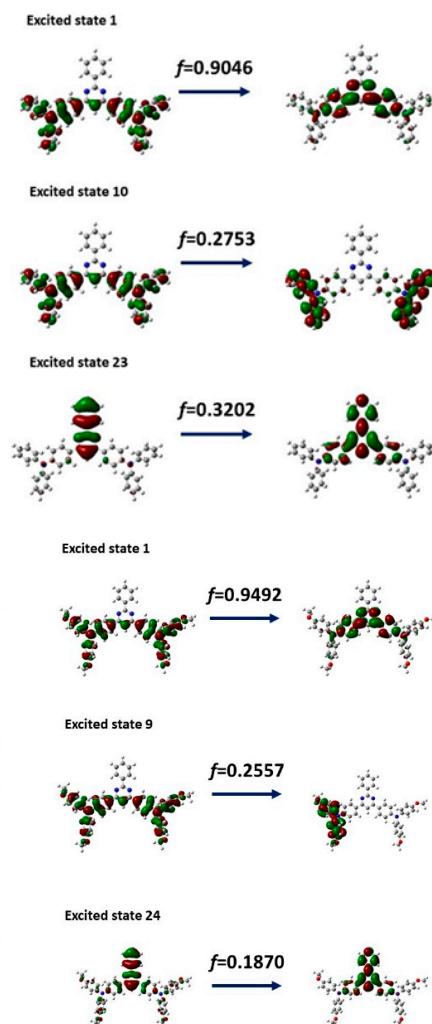 Excited state 1
f=0.9046
Excited state 10
f=0.2753
Excited state 23
f=0.3202
Excited state 1
f=0.9492
Excited state 9
f=0.2557
Excited state 24
f=0.1870